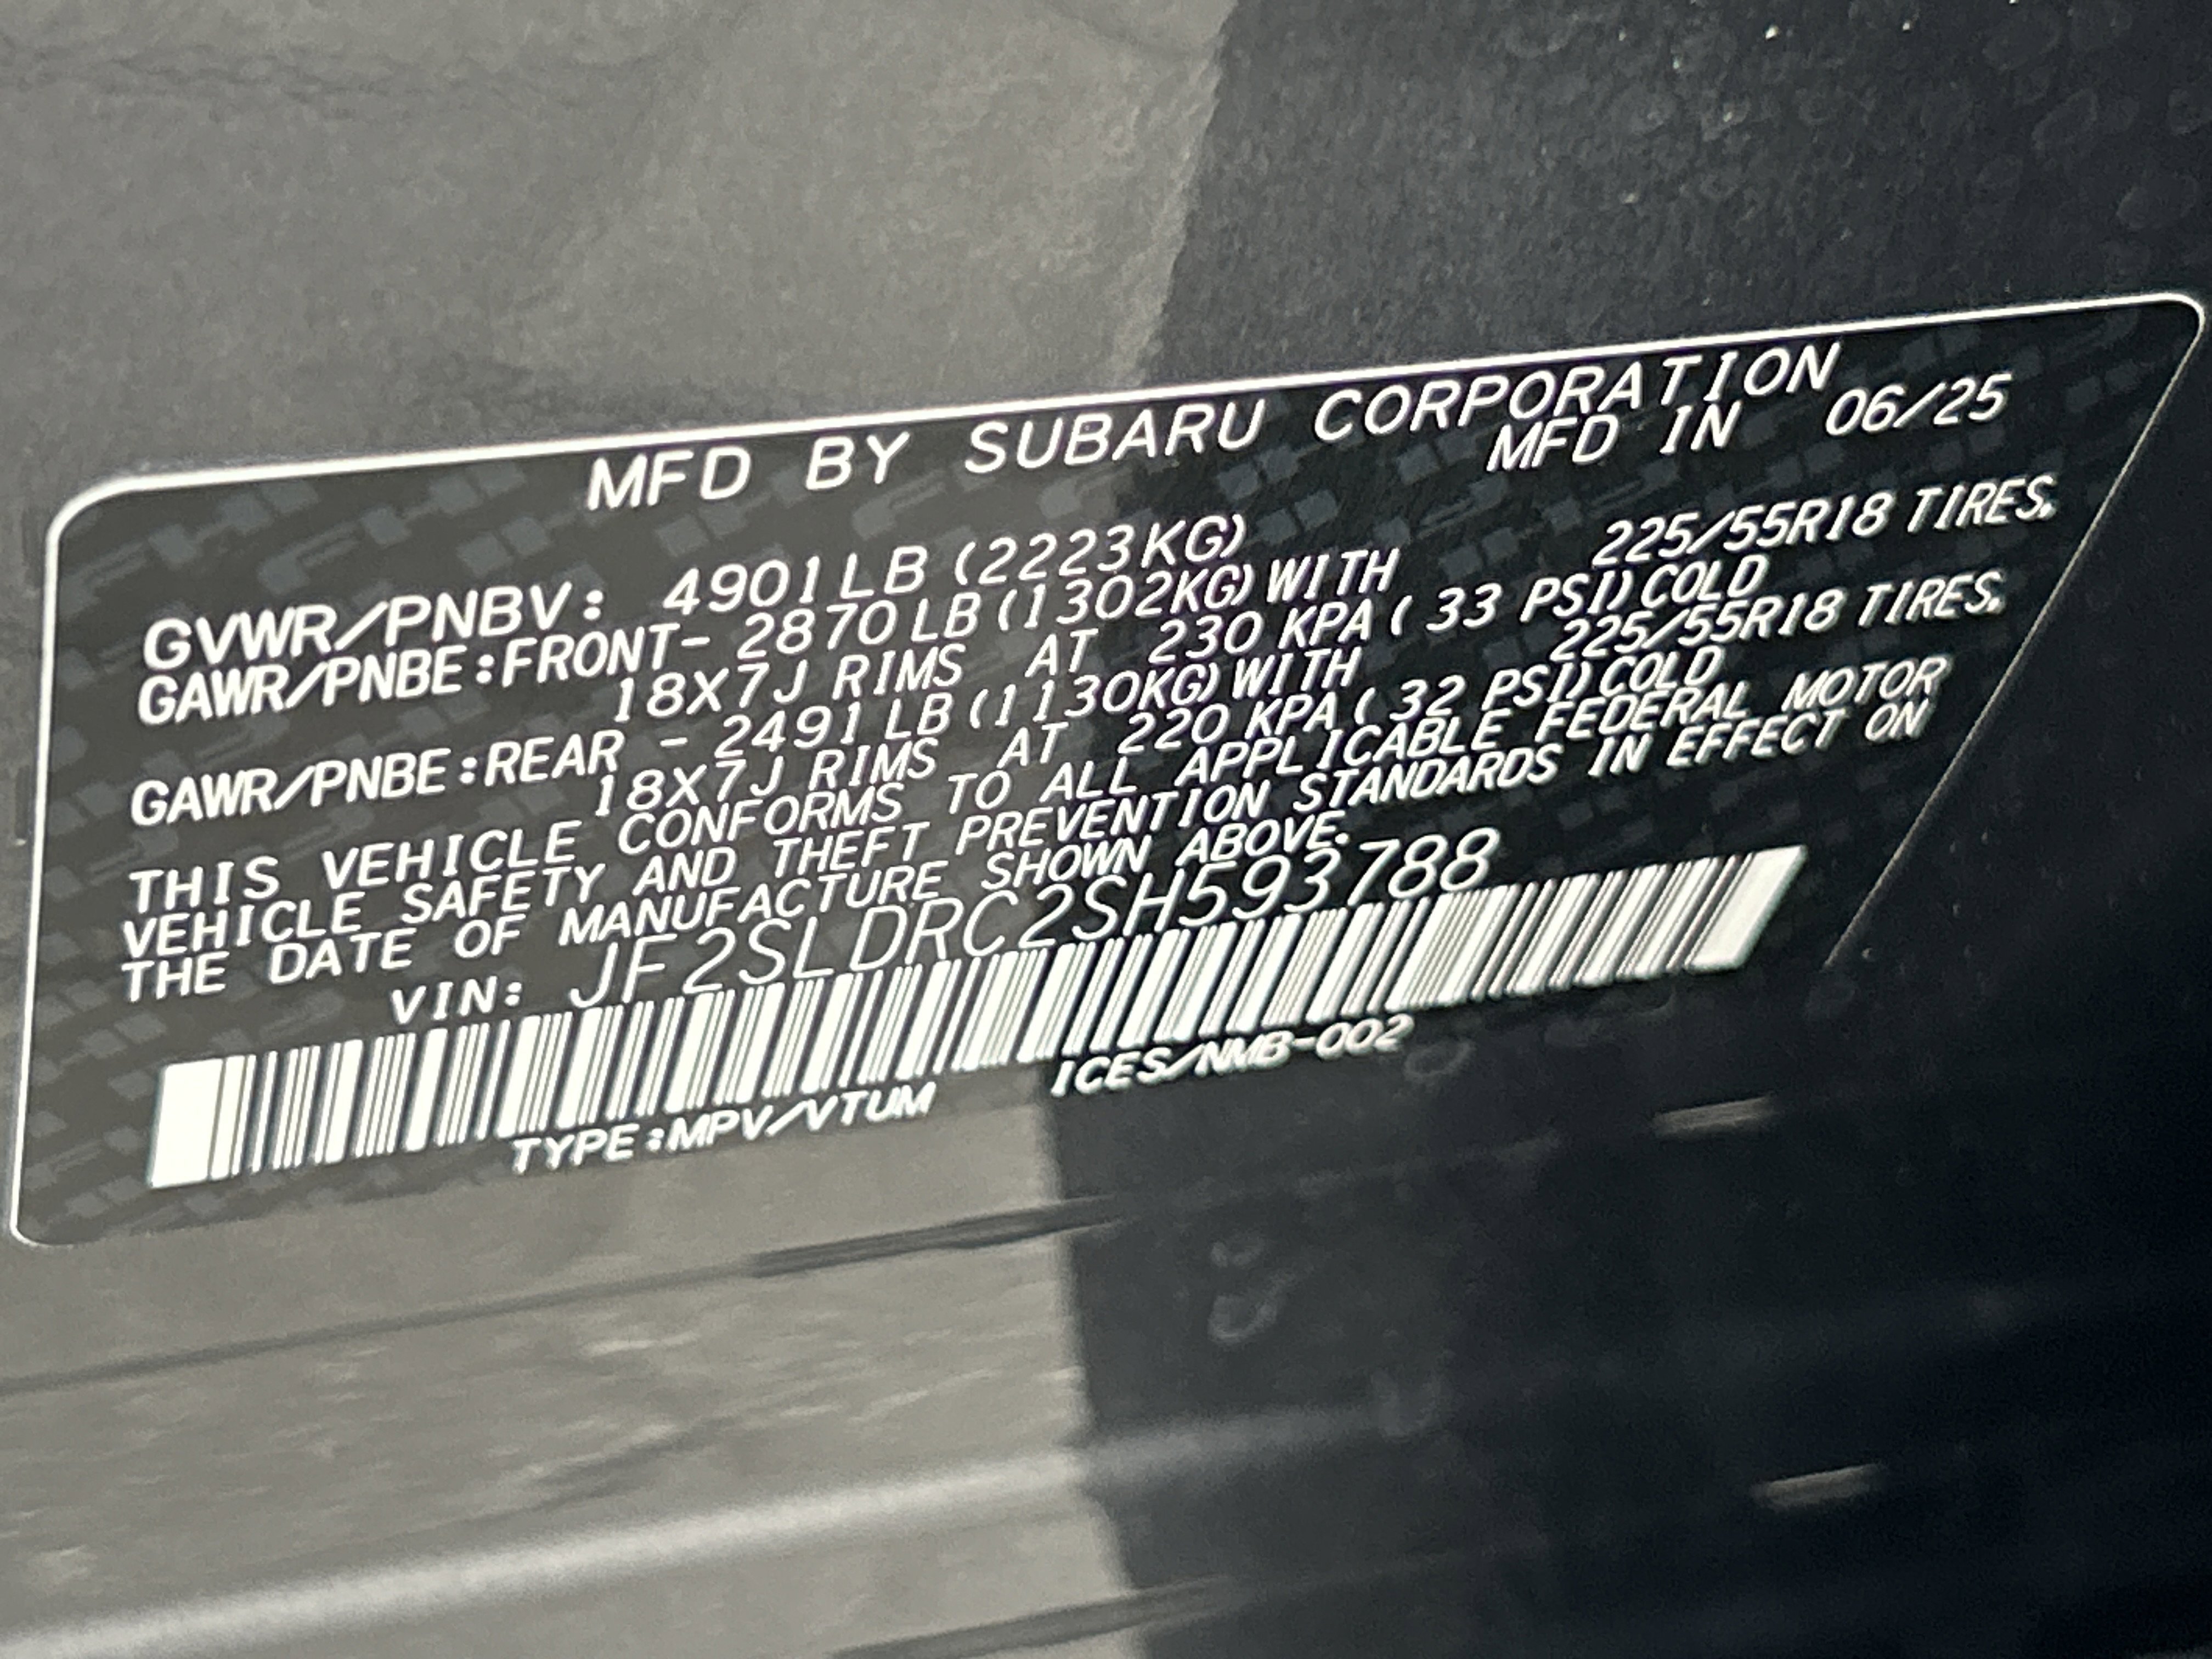 MFD BY SUBARU CORPORATION
MFD IN 06/25
GVWR/PNBV: 4901LB (2223KG)
GAWR/PNBE:FRONT- 2870LB (1302KG) WITH 225/55R18 TIRES.
18X7J RIMS AT 230 KPA ( 33 PSI) COLD
GAWR/PNBE:REAR - 2491LB (1130KG) WITH 225/55R18 TIRES.
18X7J RIMS AT 220 KPA ( 32 PSI) COLD
THIS VEHICLE CONFORMS TO ALL APPLICABLE FEDERAL MOTOR
VEHICLE SAFETY AND THEFT PREVENTION STANDARDS IN EFFECT ON
THE DATE OF MANUFACTURE SHOWN ABOVE.
VIN: JF2SLDRC2SH593788
TYPE:MPV/VTUM ICES/NMB-002